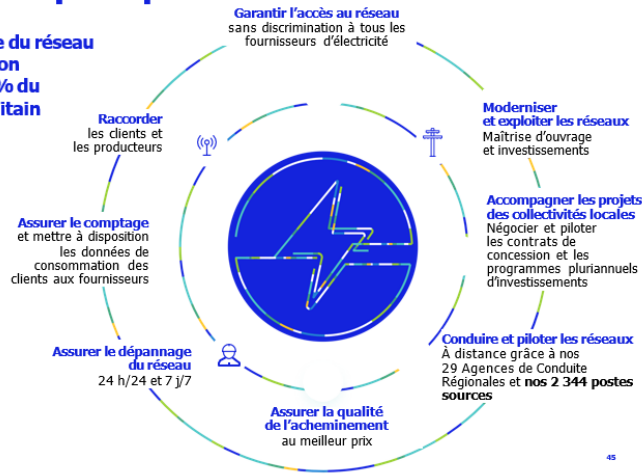 Garantir l'accès au réseau
sans discrimination à tous les
fournisseurs d'électricité
e du réseau
on
% du
itain
Raccorder
les clients et
les producteurs
Moderniser
et exploiter les réseaux
Maîtrise d'ouvrage
et investissements
Assurer le comptage
et mettre à disposition
les données de
consommation des
clients aux fournisseurs
Accompagner les projets
des collectivités locales
Négocier et piloter
les contrats de
concession et les
programmes pluriannuels
d'investissements
Assurer le dépannage
du réseau
24 h/24 et 7 j/7
Conduire et piloter les réseaux
À distance grâce à nos
29 Agences de Conduite
Régionales et nos 2 344 postes
sources
Assurer la qualité
de l'acheminement
au meilleur prix
45